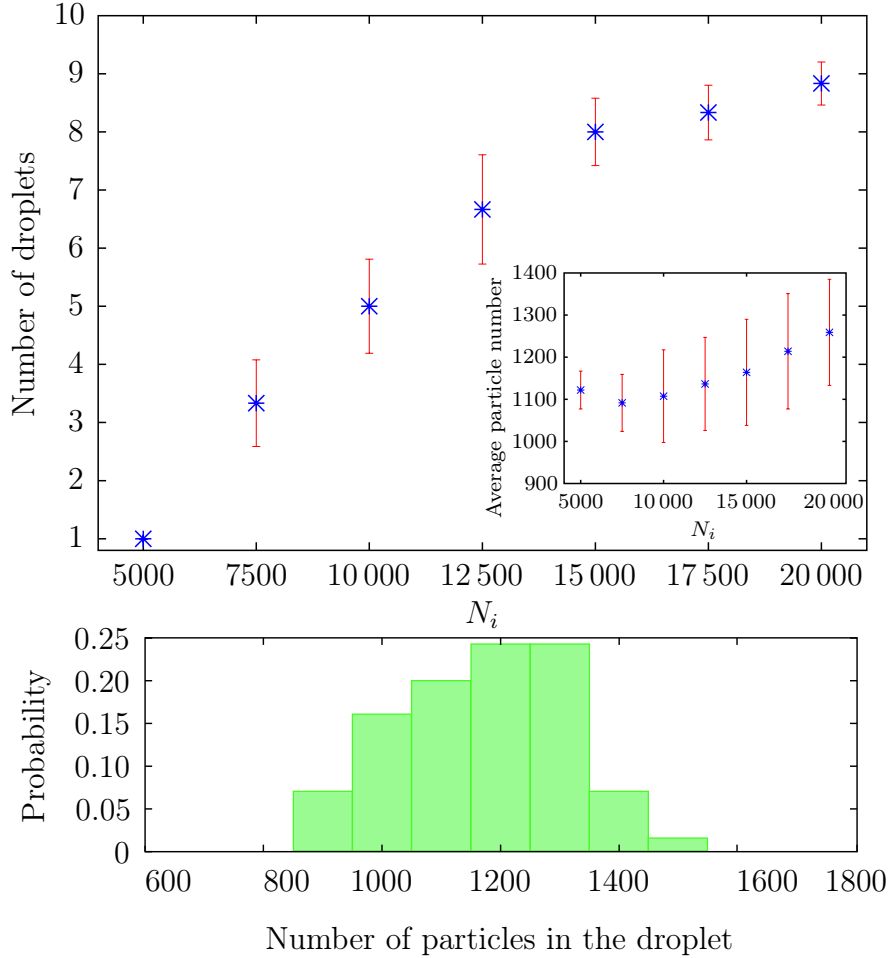 10
9
8
7
6
5
4
3
2
1
Number of droplets
5000 7500 10 000 12 500 15 000 17 500 20 000
N_i
1400
1300
1200
1100
1000
900
Average particle number
5000 10 000 15 000 20 000
N_i
0.25
0.20
0.15
0.10
0.05
0
Probability
600 800 1000 1200 1400 1600 1800
Number of particles in the droplet